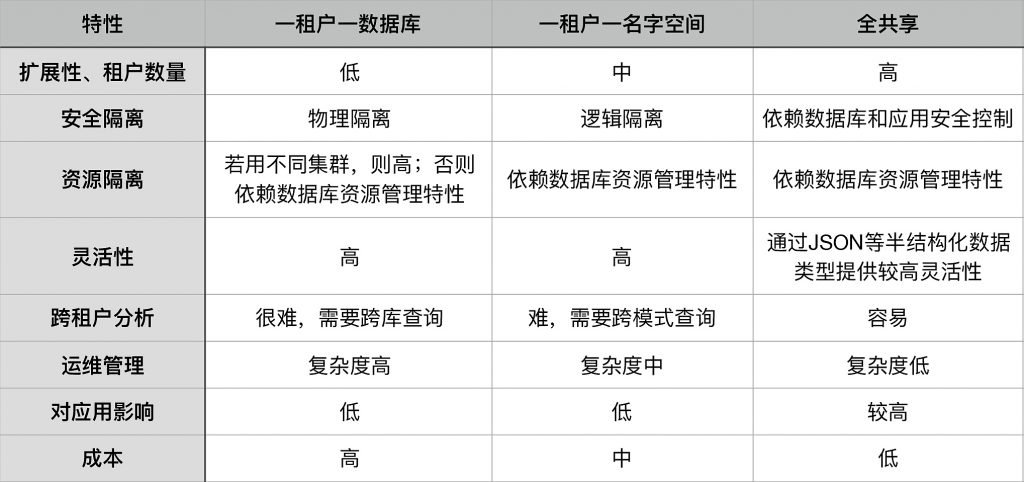 特性 一租户一数据库 一租户一名字空间 全共享
扩展性、租户数量 低 中 高
安全隔离 物理隔离 逻辑隔离 依赖数据库和应用安全控制
资源隔离 若用不同集群，则高；否则
依赖数据库资源管理特性 依赖数据库资源管理特性 依赖数据库资源管理特性
灵活性 高 高 通过JSON等半结构化数据
类型提供较高灵活性
跨租户分析 很难，需要跨库查询 难，需要跨模式查询 容易
运维管理 复杂度高 复杂度中 复杂度低
对应用影响 低 低 较高
成本 高 中 低